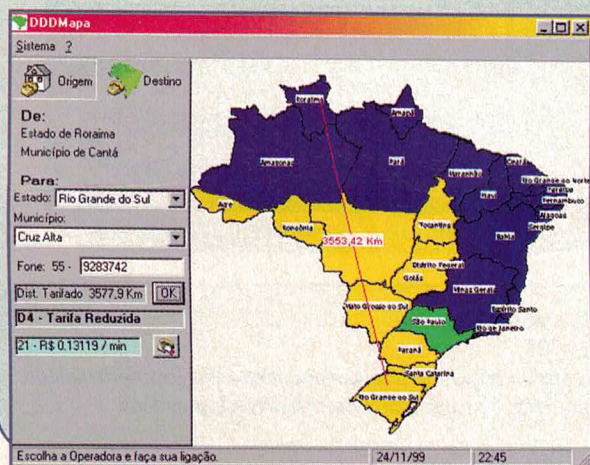 DDDMapa
Sistema ?
Origem
Destino
De:
Estado de Roraima
Município de Cantá
Para:
Estado: Rio Grande do Sul
Município:
Cruz Alta
Fone: 55 - 9283742
Dist. Tarifado 3577,9 Km OK
D4 - Tarifa Reduzida
21 - R$ 0.13119 / min
Roraima
Amapá
Amazonas
Pará
Maranhão
Ceará
Rio Grande do Norte
Paraíba
Piauí
Pernambuco
Acre
Alagoas
Sergipe
Rondônia
Tocantins
Bahia
3553,42 Km
Distrito Federal
Goiás
Minas Gerais
Mato Grosso do Sul
Espírito Santo
São Paulo
Rio de Janeiro
Paraná
Santa Catarina
Rio Grande do Sul
Escolha a Operadora e faça sua ligação.
24/11/99
22:45